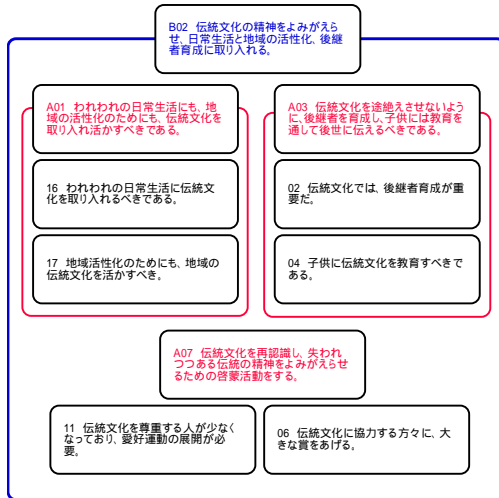 B02 伝統文化の精神をよみがえら
せ、日常生活と地域の活性化、後継
者育成に取り入れる。
A01 われわれの日常生活にも、地
域の活性化のためにも、伝統文化を
取り入れ活かすべきである。
16 われわれの日常生活に伝統文
化を取り入れるべきである。
17 地域活性化のためにも、地域の
伝統文化を活かすべき。
A03 伝統文化を途絶えさせないよう
に、後継者を育成し、子供には教育を
通して後世に伝えるべきである。
02 伝統文化では、後継者育成が重
要だ。
04 子供に伝統文化を教育すべきで
ある。
A07 伝統文化を再認識し、失われ
つつある伝統の精神をよみがえらせ
るための啓蒙活動をする。
11 伝統文化を尊重する人が少なく
なっており、愛好運動の展開が必
要。
06 伝統文化に協力する方々に、大
きな賞をあげる。